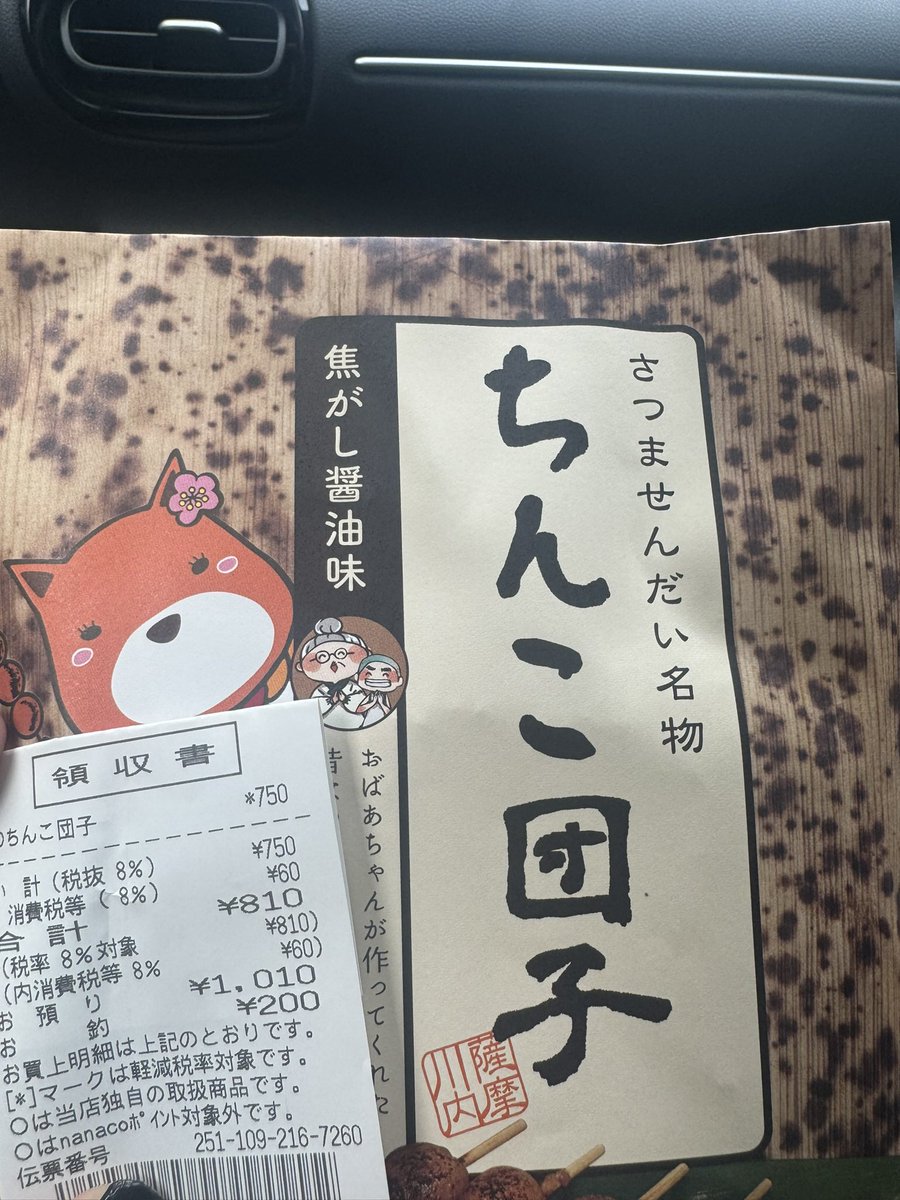 さつませんだい名物
ちんこ団子
焦がし醤油味
おばあちゃんが作ってくれた
薩摩
川内
領収書
*750
ちんこ団子
計(税抜 8%) ¥750
消費税等( 8%) ¥60
合 計 ¥810
(税率 8%対象 ¥810)
(内消費税等 8% ¥60)
お 預 り ¥1,010
お 釣 ¥200
お買上明細は上記のとおりです。
[*]マークは軽減税率対象です。
○は当店独自の取扱商品です。
○はnanacoﾎﾟｲﾝﾄ対象外です。
伝票番号 251-109-216-7260